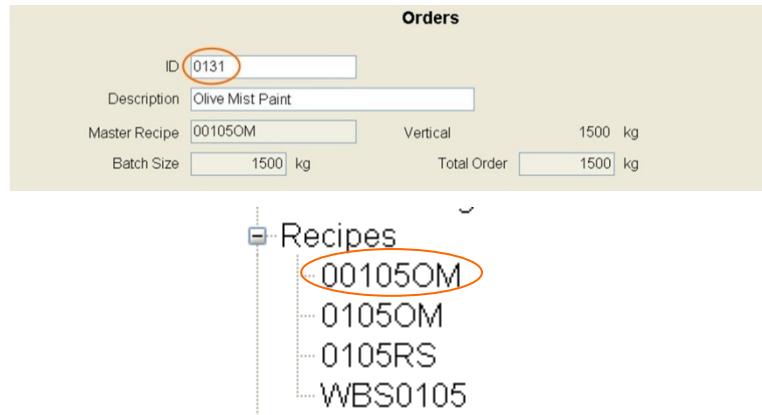 Orders
ID 0131
Description Olive Mist Paint
Master Recipe 00105OM Vertical 1500 kg
Batch Size 1500 kg Total Order 1500 kg
Recipes
00105OM
0105OM
0105RS
WBS0105